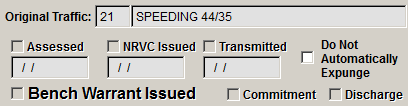 Original Traffic: 21 SPEEDING 44/35
Assessed NRVC Issued Transmitted Do Not
Automatically
Expunge
/ / / / / /
Bench Warrant Issued Commitment Discharge